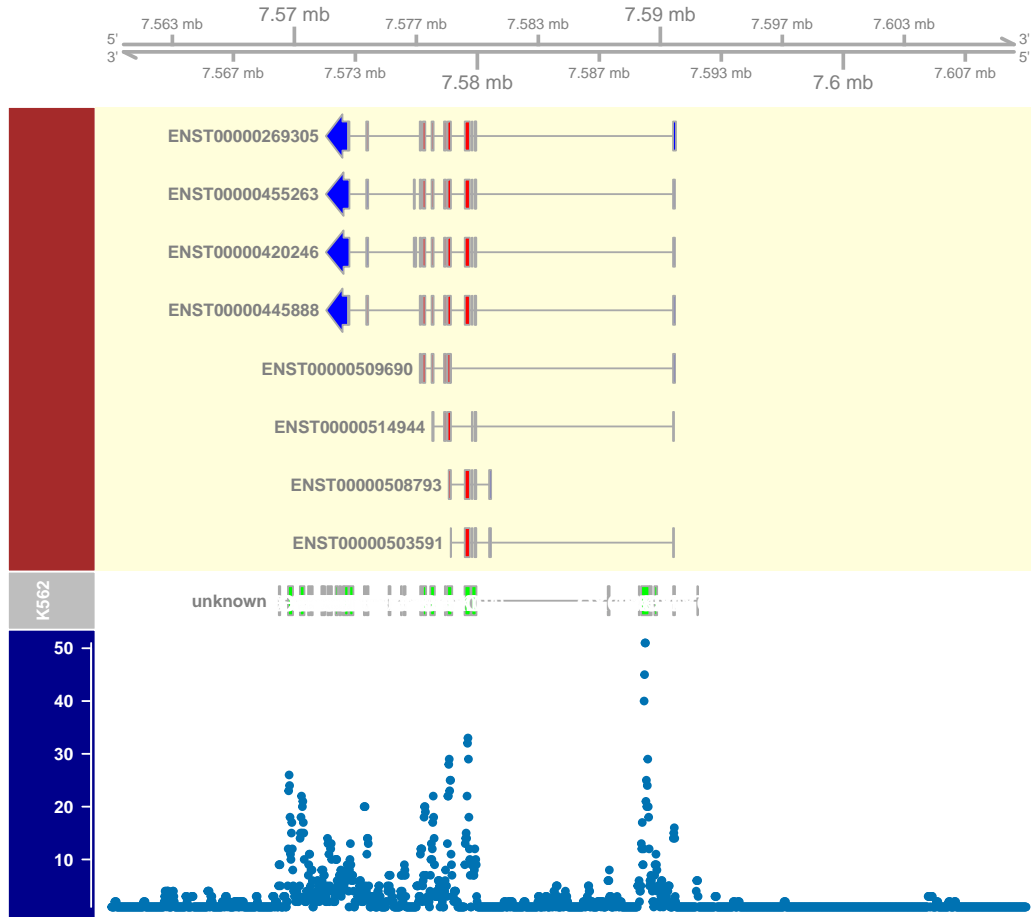 7.57 mb 7.59 mb
7.563 mb 7.577 mb 7.583 mb 7.597 mb 7.603 mb
5' 3'
3' 5'
7.567 mb 7.573 mb 7.587 mb 7.593 mb 7.607 mb
7.58 mb 7.6 mb
ENST00000269305
ENST00000455263
ENST00000420246
ENST00000445888
ENST00000509690
ENST00000514944
ENST00000508793
ENST00000503591
K562
unknown
50
40
30
20
10